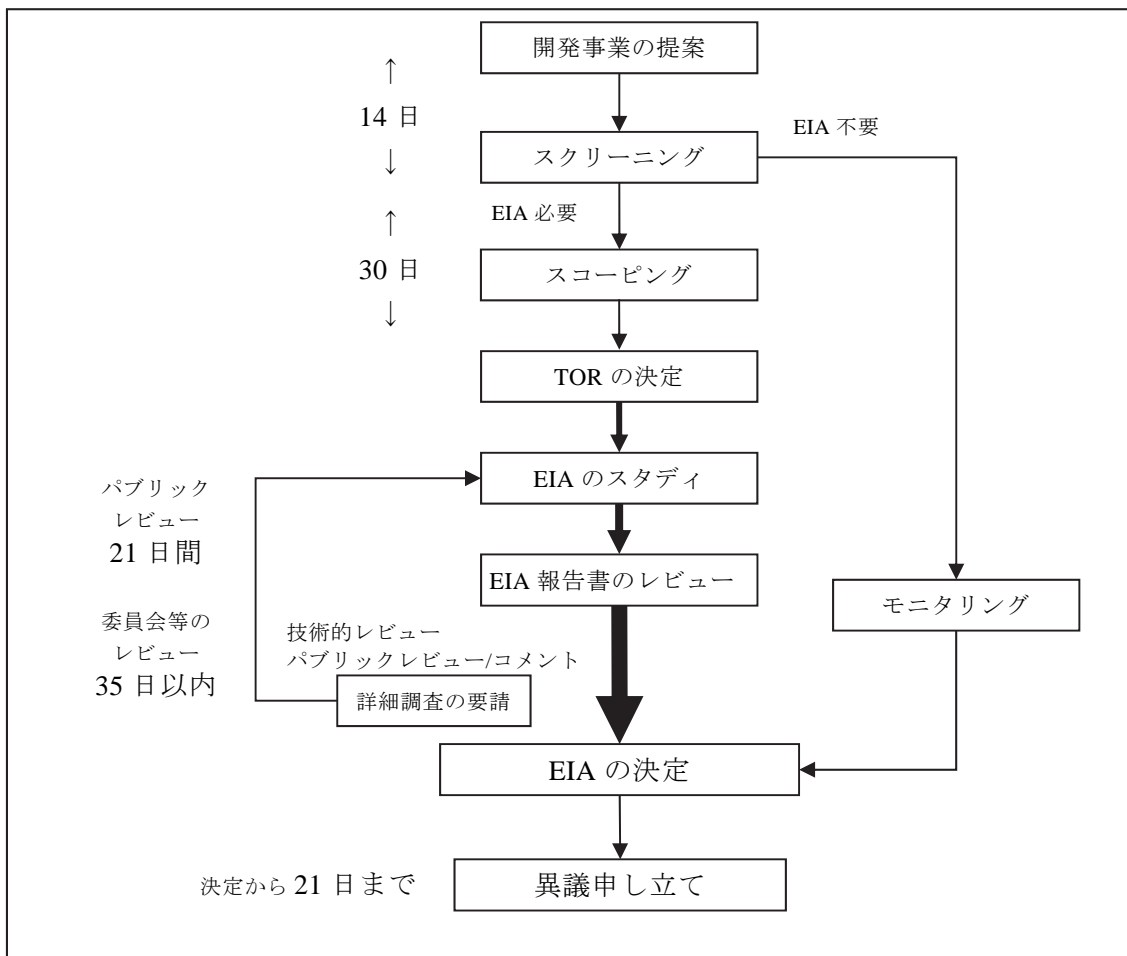 開発事業の提案
↑
14 日
↓
EIA 不要
スクリーニング
↑
30 日
↓
EIA 必要
スコーピング
TOR の決定
EIA のスタディ
パブリック
レビュー
21 日間
EIA 報告書のレビュー
モニタリング
委員会等の
レビュー
35 日以内
技術的レビュー
パブリックレビュー/コメント
詳細調査の要請
EIA の決定
決定から 21 日まで
異議申し立て